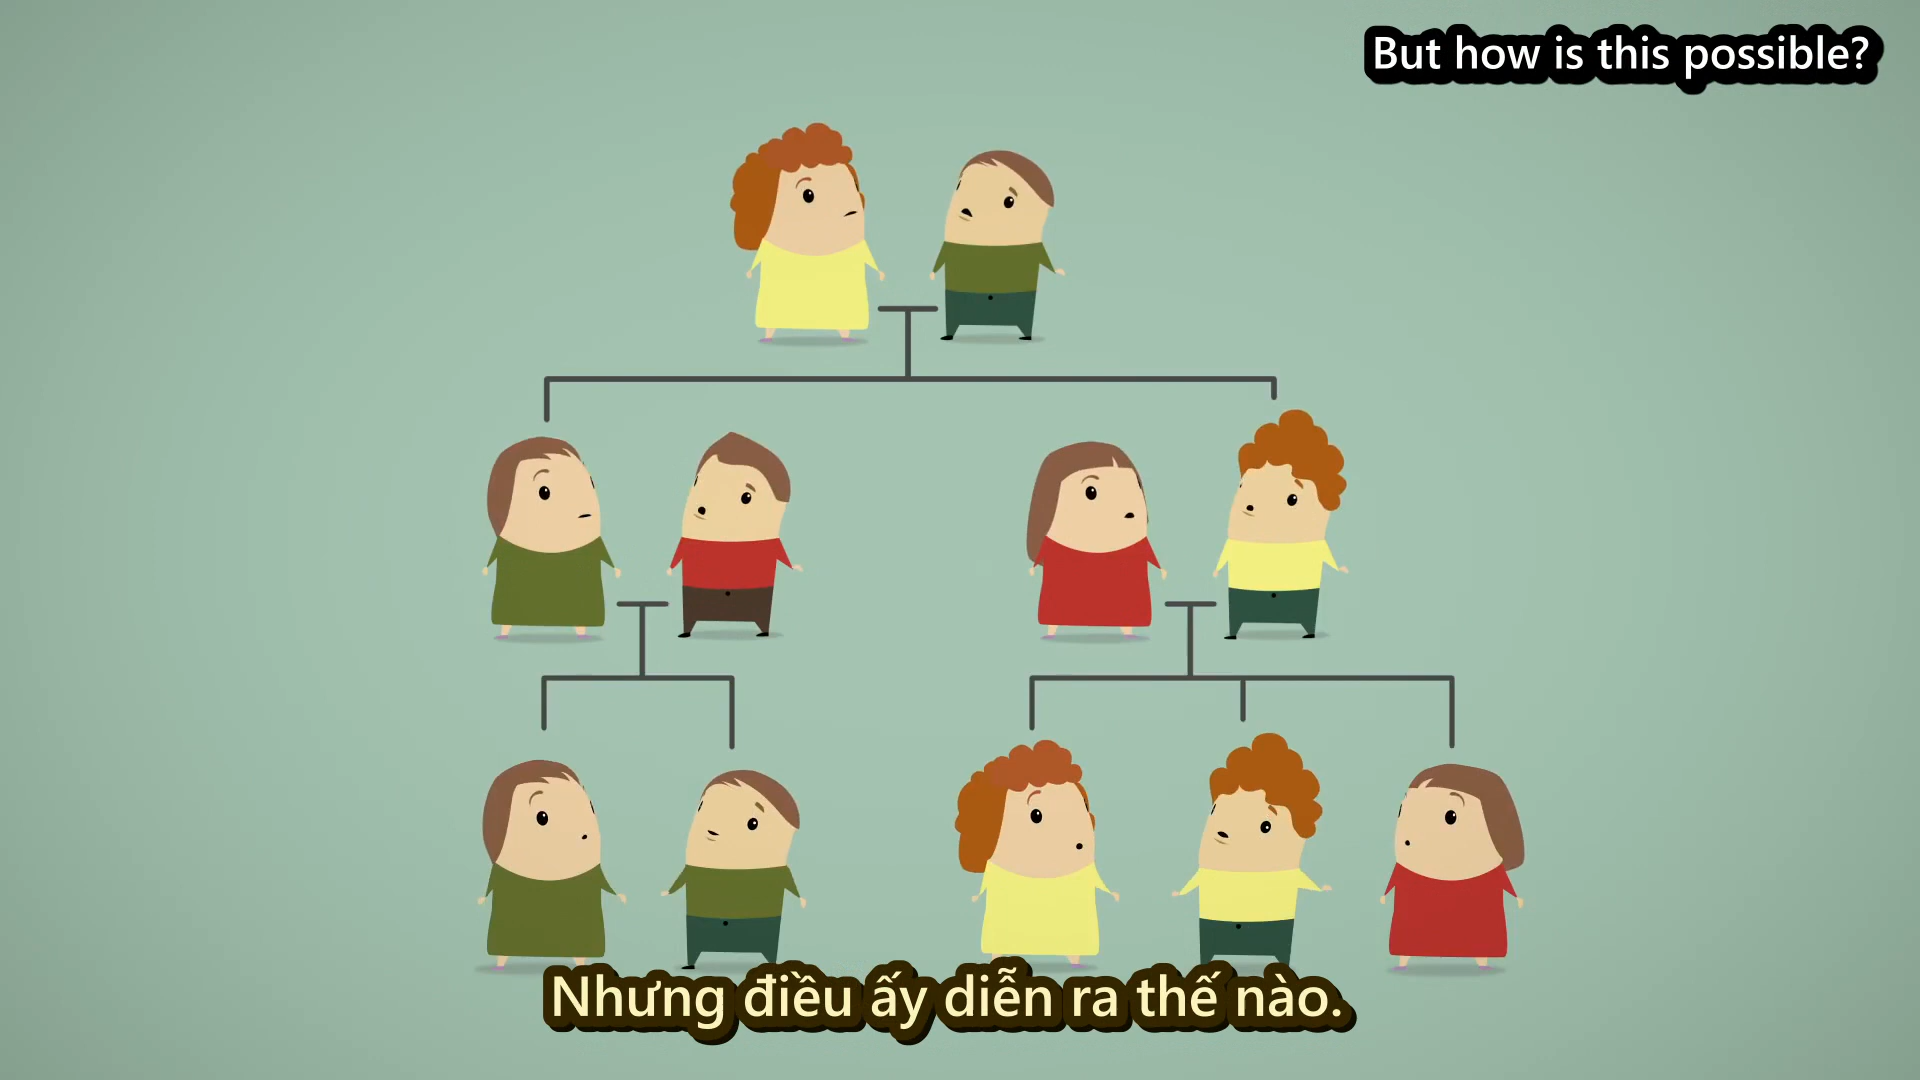 But how is this possible?
Nhưng điều ấy diễn ra thế nào.